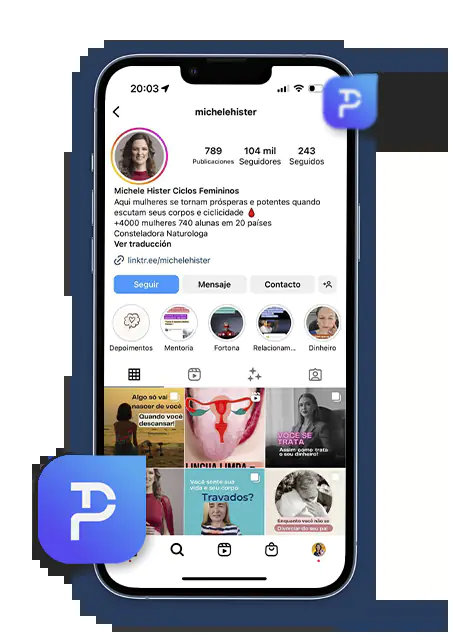 20:03
michelehister
789
104 mil
243
Publicaciones
Seguidores
Seguidos
Michele Hister Ciclos Femininos
Aqui mulheres se tornam prósperas e potentes quando
escutam seus corpos e ciclicidade
+4000 mulheres 740 alunas em 20 países
Consteladora Naturologa
Ver traducción
linktr.ee/michelehister
Seguir
Mensaje
Contacto
Depoimentos
Mentoria
Fortona
Relacionam...
Dinheiro
Algo só vai
nascer de você
Quando você
descansar!
LINGUA LIMPA =
VOCÊ SE
TRATA
Assim como trata
o seu dinheiro!
Você sente sua
vida e seu corpo
Travados?
Enquanto você não se
Divorciar do seu pai